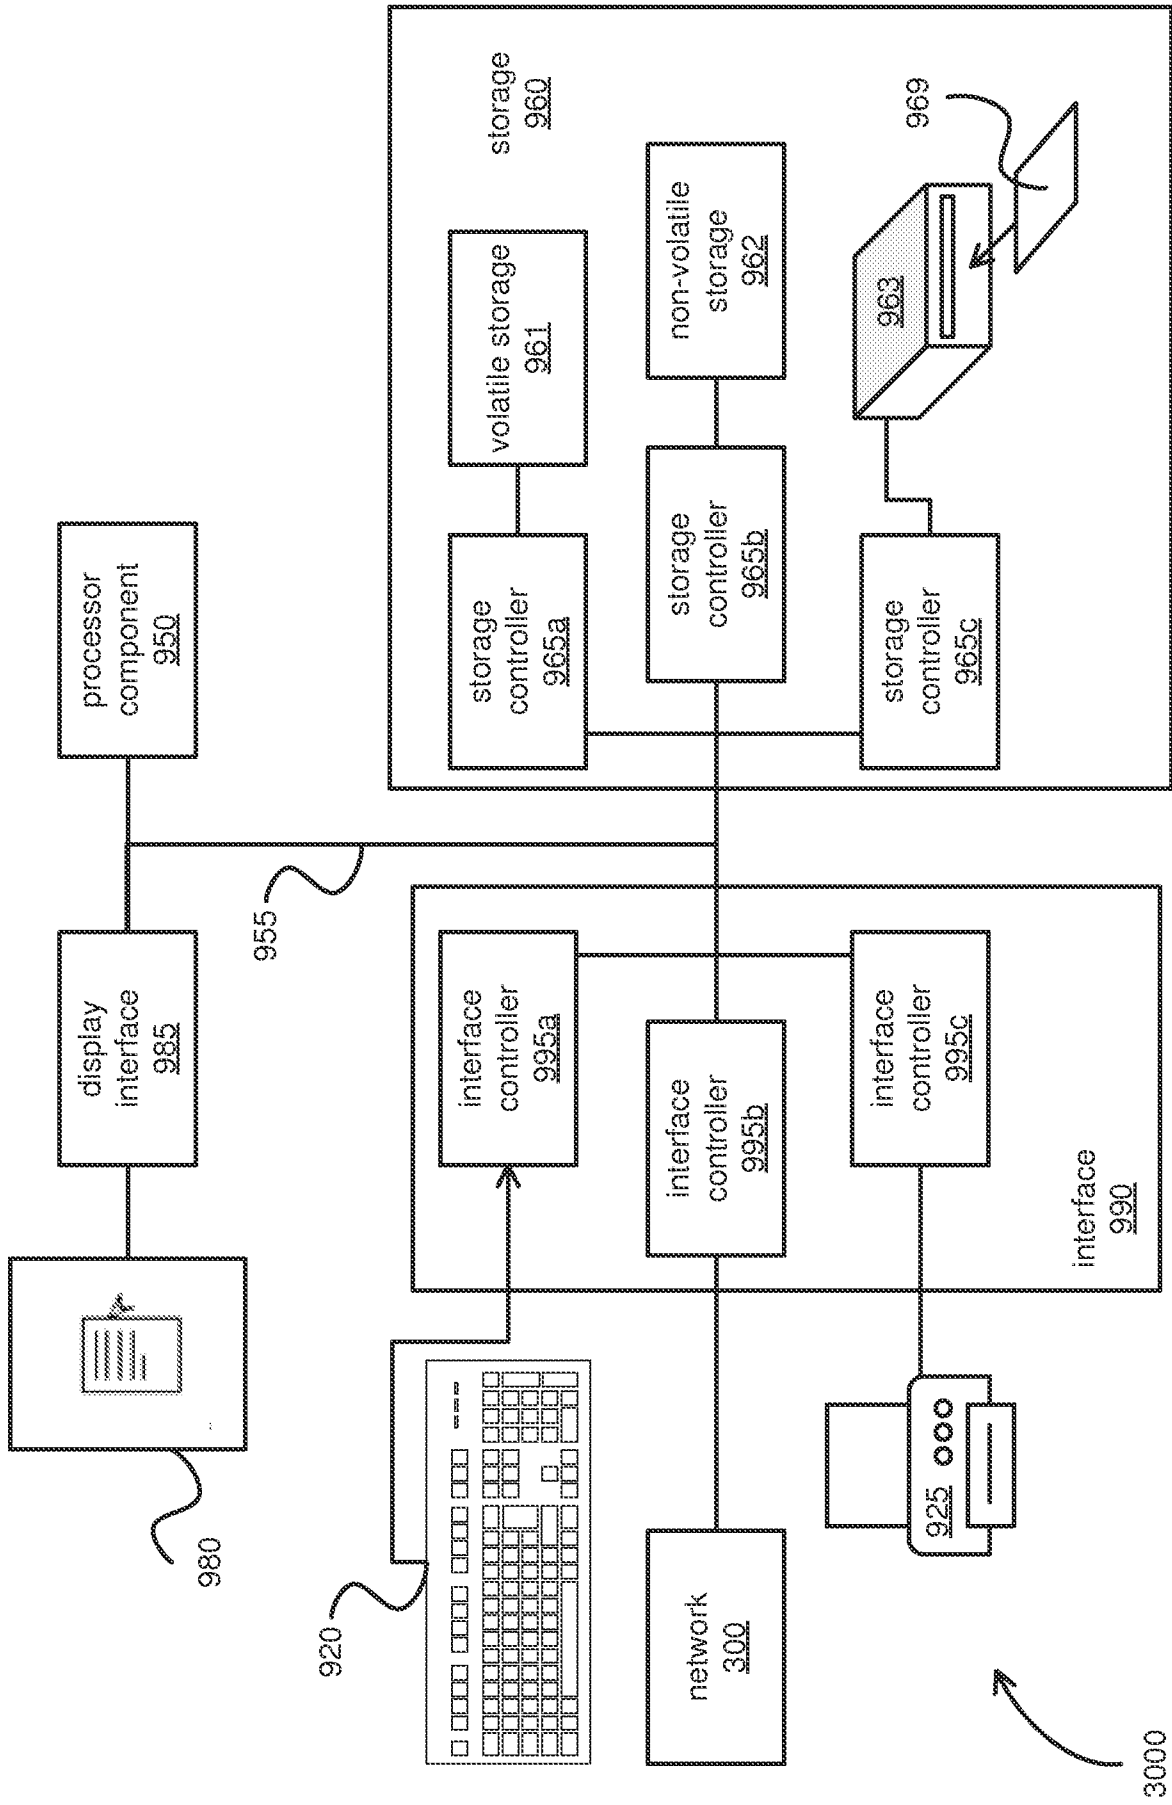 processor
component
950
display
interface
985
980
955
storage
960
storage
controller
965a
volatile storage
961
storage
controller
965b
non-volatile
storage
962
storage
controller
965c
963
969
920
interface
controller
995a
interface
controller
995b
interface
controller
995c
interface
990
network
300
925
3000